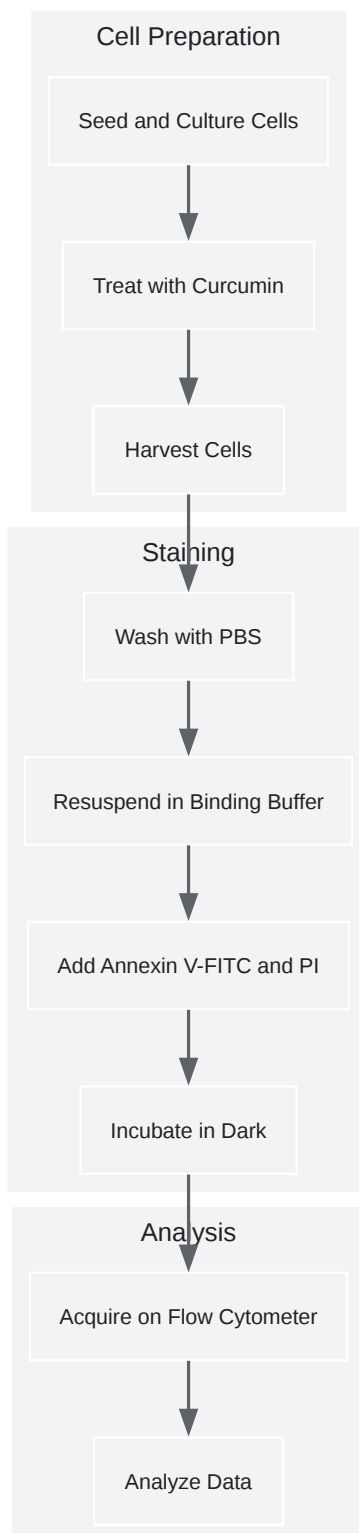 Cell Preparation
Seed and Culture Cells
Treat with Curcumin
Harvest Cells
Staining
Wash with PBS
Resuspend in Binding Buffer
Add Annexin V-FITC and PI
Incubate in Dark
Analysis
Acquire on Flow Cytometer
Analyze Data